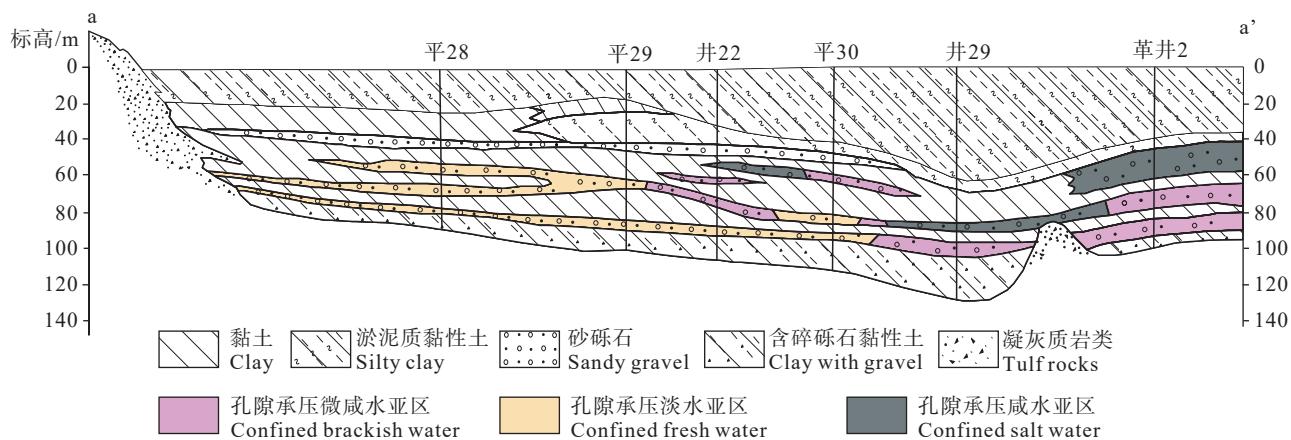 a
a'
标高/m
平28
平29
井22
平30
井29
革井2
0
20
40
60
80
100
120
140
0
20
40
60
80
100
120
140
黏土
Clay
淤泥质黏性土
Silty clay
砂砾石
Sandy gravel
含碎砾石黏性土
Clay with gravel
凝灰质岩类
Tulf rocks
孔隙承压微咸水亚区
Confined brackish water
孔隙承压淡水亚区
Confined fresh water
孔隙承压咸水亚区
Confined salt water